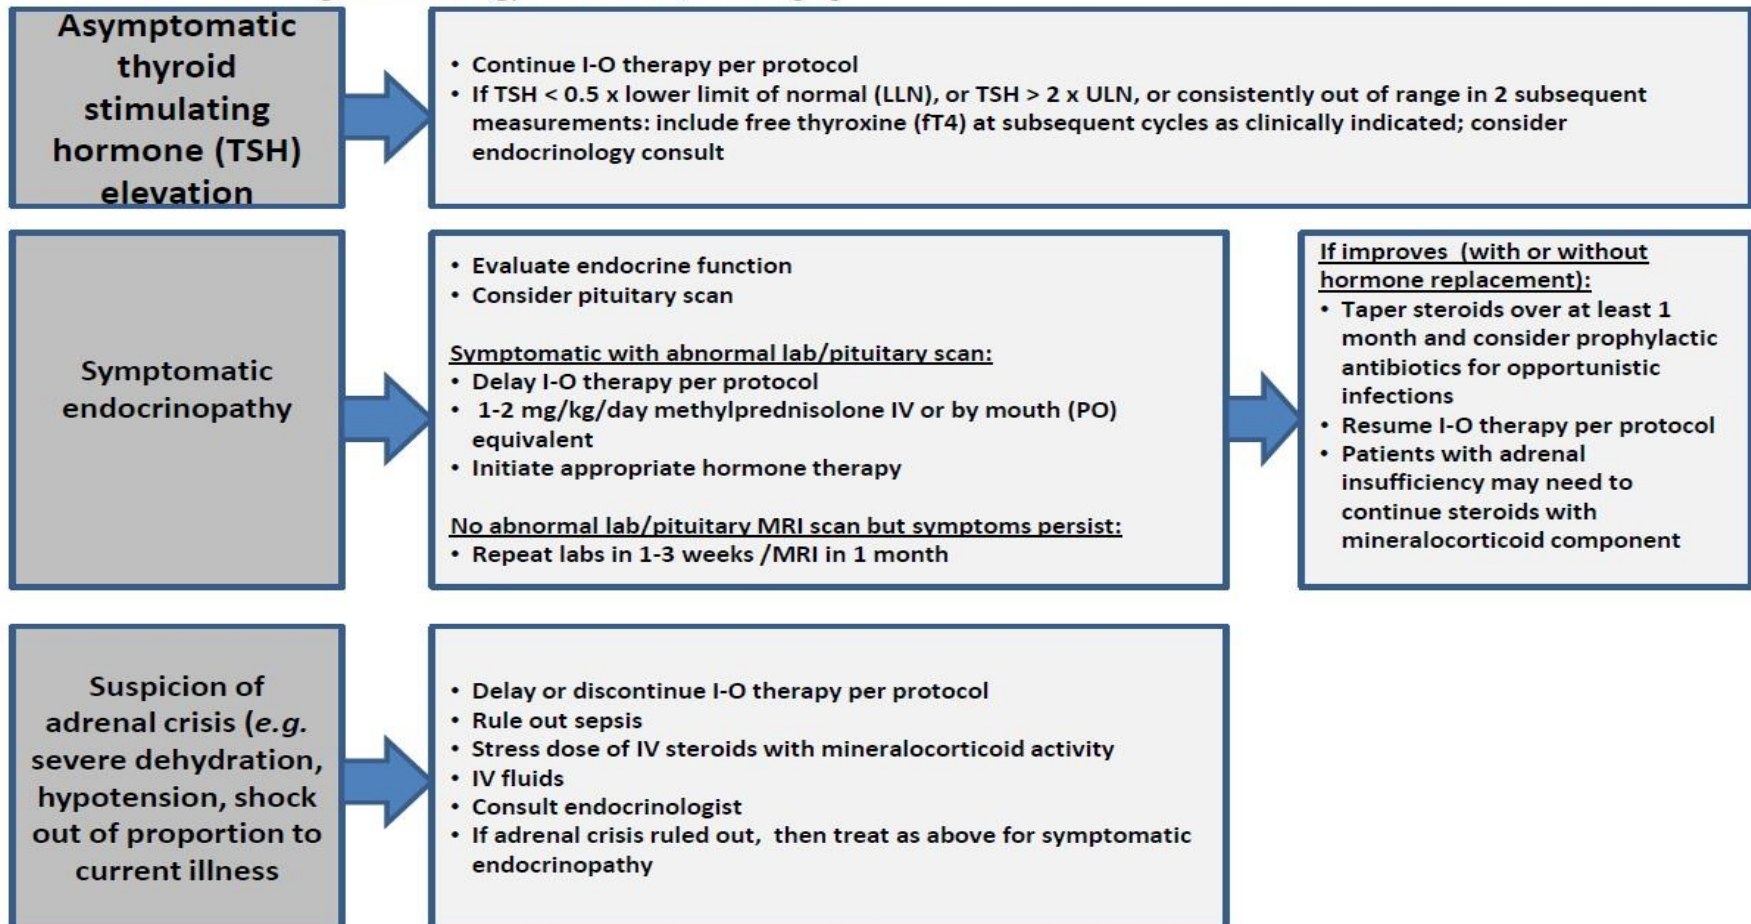 Asymptomatic
thyroid
stimulating
hormone (TSH)
elevation
• Continue I-O therapy per protocol
• If TSH < 0.5 x lower limit of normal (LLN), or TSH > 2 x ULN, or consistently out of range in 2 subsequent
measurements: include free thyroxine (fT4) at subsequent cycles as clinically indicated; consider
endocrinology consult
Symptomatic
endocrinopathy
• Evaluate endocrine function
• Consider pituitary scan
Symptomatic with abnormal lab/pituitary scan:
• Delay I-O therapy per protocol
• 1-2 mg/kg/day methylprednisolone IV or by mouth (PO)
equivalent
• Initiate appropriate hormone therapy
No abnormal lab/pituitary MRI scan but symptoms persist:
• Repeat labs in 1-3 weeks /MRI in 1 month
If improves (with or without
hormone replacement):
• Taper steroids over at least 1
month and consider prophylactic
antibiotics for opportunistic
infections
• Resume I-O therapy per protocol
• Patients with adrenal
insufficiency may need to
continue steroids with
mineralocorticoid component
Suspicion of
adrenal crisis (e.g.
severe dehydration,
hypotension, shock
out of proportion to
current illness
• Delay or discontinue I-O therapy per protocol
• Rule out sepsis
• Stress dose of IV steroids with mineralocorticoid activity
• IV fluids
• Consult endocrinologist
• If adrenal crisis ruled out, then treat as above for symptomatic
endocrinopathy